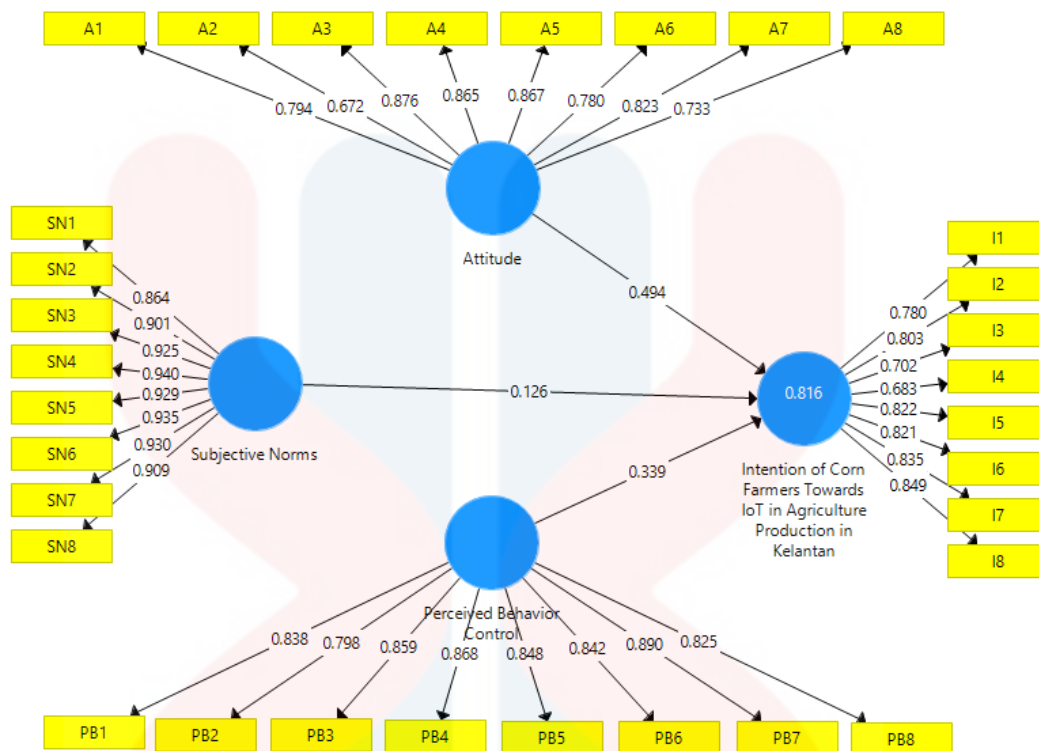 A1
A2
A3
A4
A5
A6
A7
A8
0.794
0.672
0.876
0.865
0.867
0.780
0.823
0.733
Attitude
SN1
SN2
SN3
SN4
SN5
SN6
SN7
SN8
0.864
0.901
0.925
0.940
0.929
0.935
0.930
0.909
Subjective Norms
0.494
0.126
0.339
0.816
Intention of Corn
Farmers Towards
IoT in Agriculture
Production in
Kelantan
I1
I2
I3
I4
I5
I6
I7
I8
0.780
0.803
0.702
0.683
0.822
0.821
0.835
0.849
Perceived Behavior
Control
0.838
0.798
0.859
0.868
0.848
0.842
0.890
0.825
PB1
PB2
PB3
PB4
PB5
PB6
PB7
PB8